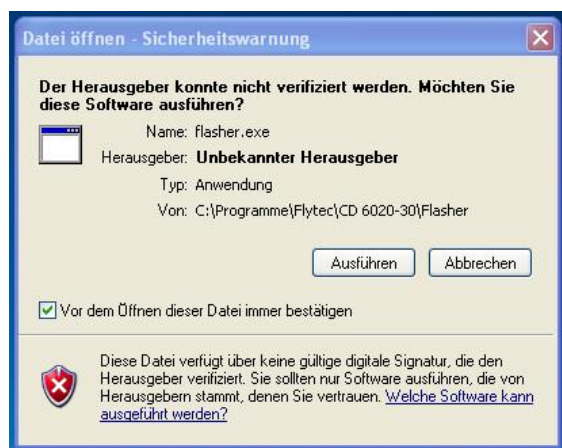 Datei öffnen - Sicherheitswarnung
Der Herausgeber konnte nicht verifiziert werden. Möchten Sie
diese Software ausführen?
Name: flasher.exe
Herausgeber: Unbekannter Herausgeber
Typ: Anwendung
Von: C:\Programme\Flytec\CD 6020-30\Flasher
Ausführen Abbrechen
Vor dem Öffnen dieser Datei immer bestätigen
Diese Datei verfügt über keine gültige digitale Signatur, die den
Herausgeber verifiziert. Sie sollten nur Software ausführen, die von
Herausgebern stammt, denen Sie vertrauen. Welche Software kann
ausgeführt werden?